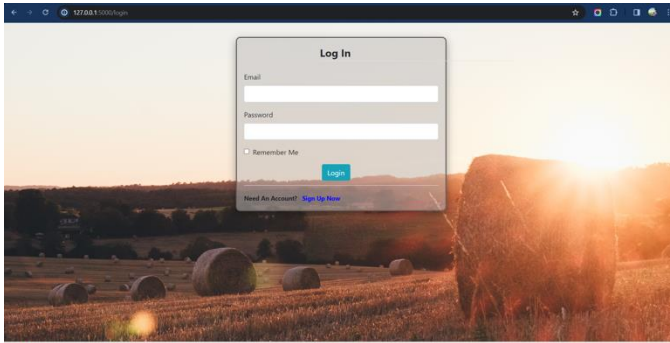 127.0.0.1:5000/login
Log In
Email
Password
Remember Me
Login
Need An Account? Sign Up Now